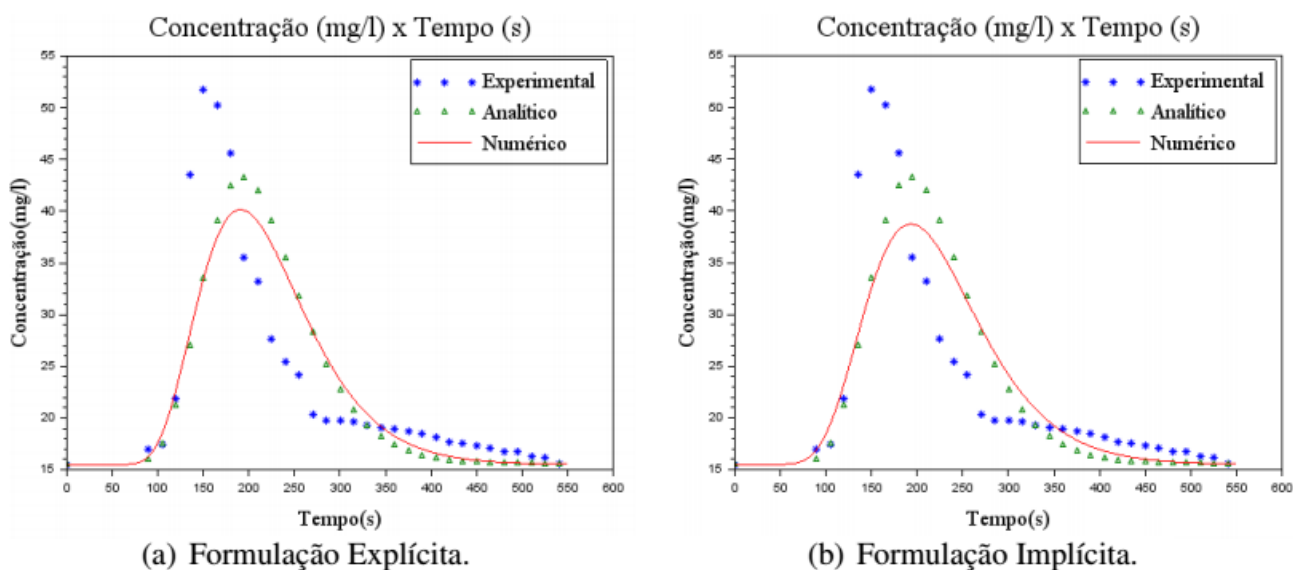 Concentração (mg/l) x Tempo (s)
55
50
45
40
35
30
25
20
15
Concentração(mg/l)
Experimental
Analítico
Numérico
0 50 100 150 200 250 300 350 400 450 500 550 600
Tempo(s)
(a) Formulação Explícita.
Concentração (mg/l) x Tempo (s)
55
50
45
40
35
30
25
20
15
Concentração(mg/l)
Experimental
Analítico
Numérico
0 50 100 150 200 250 300 350 400 450 500 550 600
Tempo(s)
(b) Formulação Implícita.